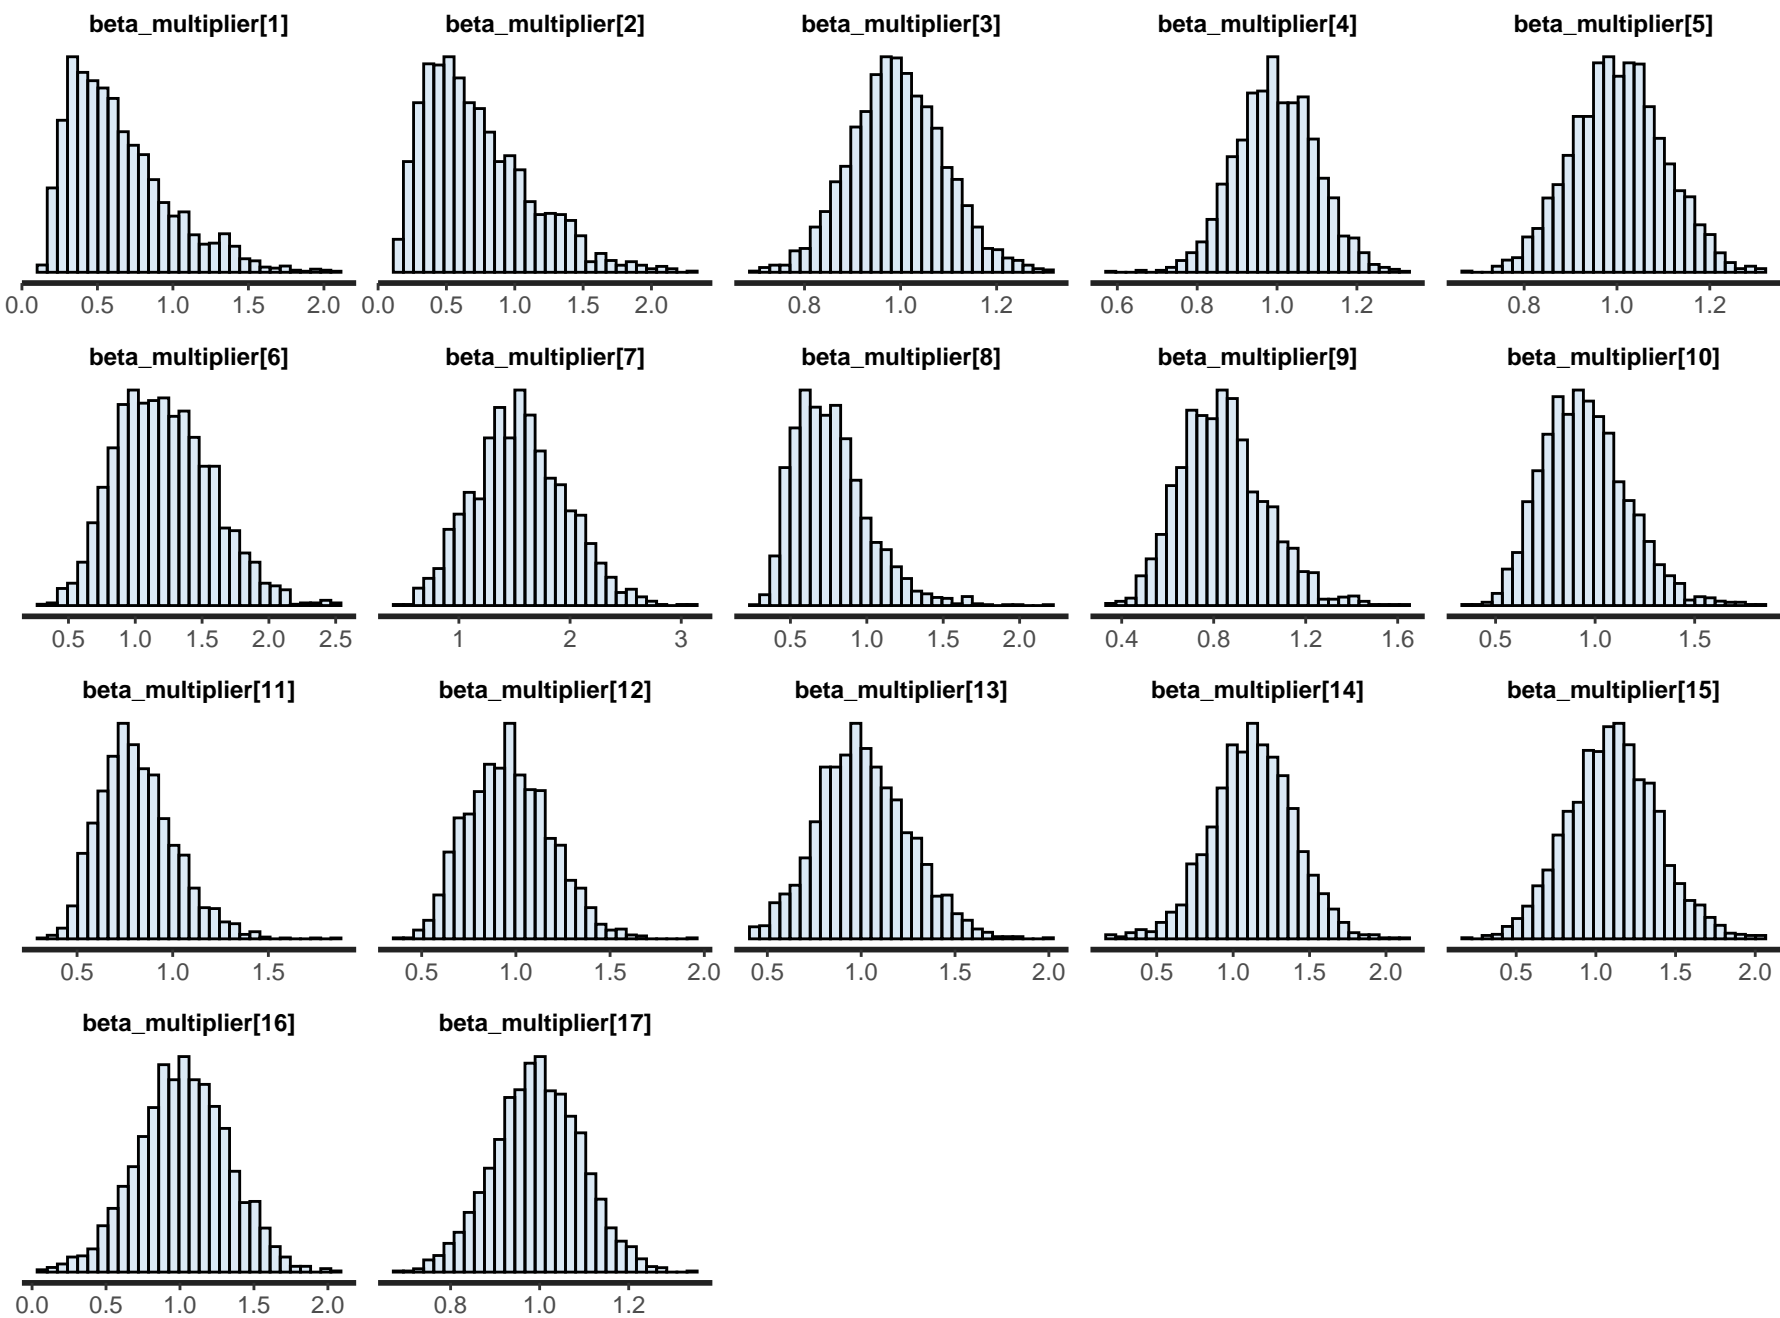 beta_multiplier[1] beta_multiplier[2] beta_multiplier[3] beta_multiplier[4] beta_multiplier[5]
0.0 0.5 1.0 1.5 2.0 0.0 0.5 1.0 1.5 2.0 0.8 1.0 1.2 0.6 0.8 1.0 1.2 0.8 1.0 1.2
beta_multiplier[6] beta_multiplier[7] beta_multiplier[8] beta_multiplier[9] beta_multiplier[10]
0.5 1.0 1.5 2.0 2.5 1 2 3 0.5 1.0 1.5 2.0 0.4 0.8 1.2 1.6 0.5 1.0 1.5
beta_multiplier[11] beta_multiplier[12] beta_multiplier[13] beta_multiplier[14] beta_multiplier[15]
0.5 1.0 1.5 0.5 1.0 1.5 2.0 0.5 1.0 1.5 2.0 0.5 1.0 1.5 2.0 0.5 1.0 1.5 2.0
beta_multiplier[16] beta_multiplier[17]
0.0 0.5 1.0 1.5 2.0 0.8 1.0 1.2